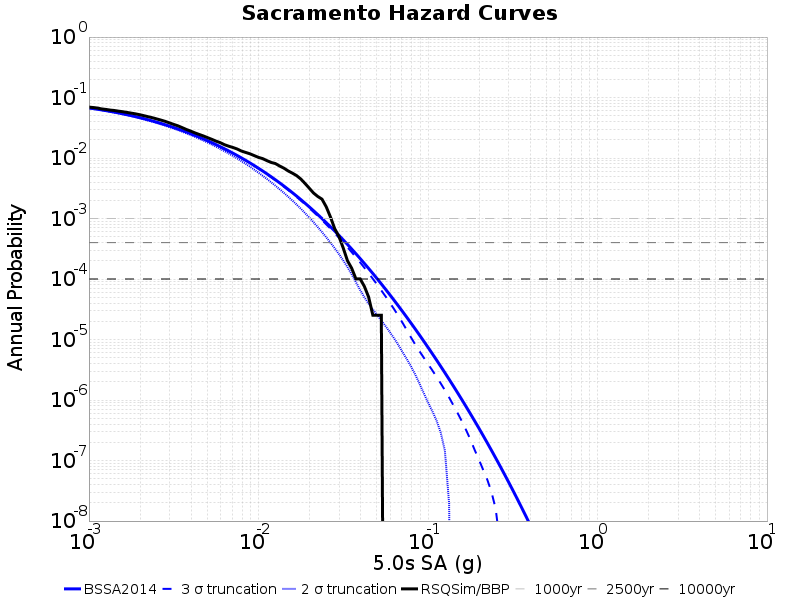 Sacramento Hazard Curves
10^0
10^-1
10^-2
10^-3
10^-4
10^-5
10^-6
10^-7
10^-8
Annual Probability
10^-3 10^-2 10^-1 10^0 10^1
5.0s SA (g)
BSSA2014 3 σ truncation 2 σ truncation RSQSim/BBP 1000yr 2500yr 10000yr